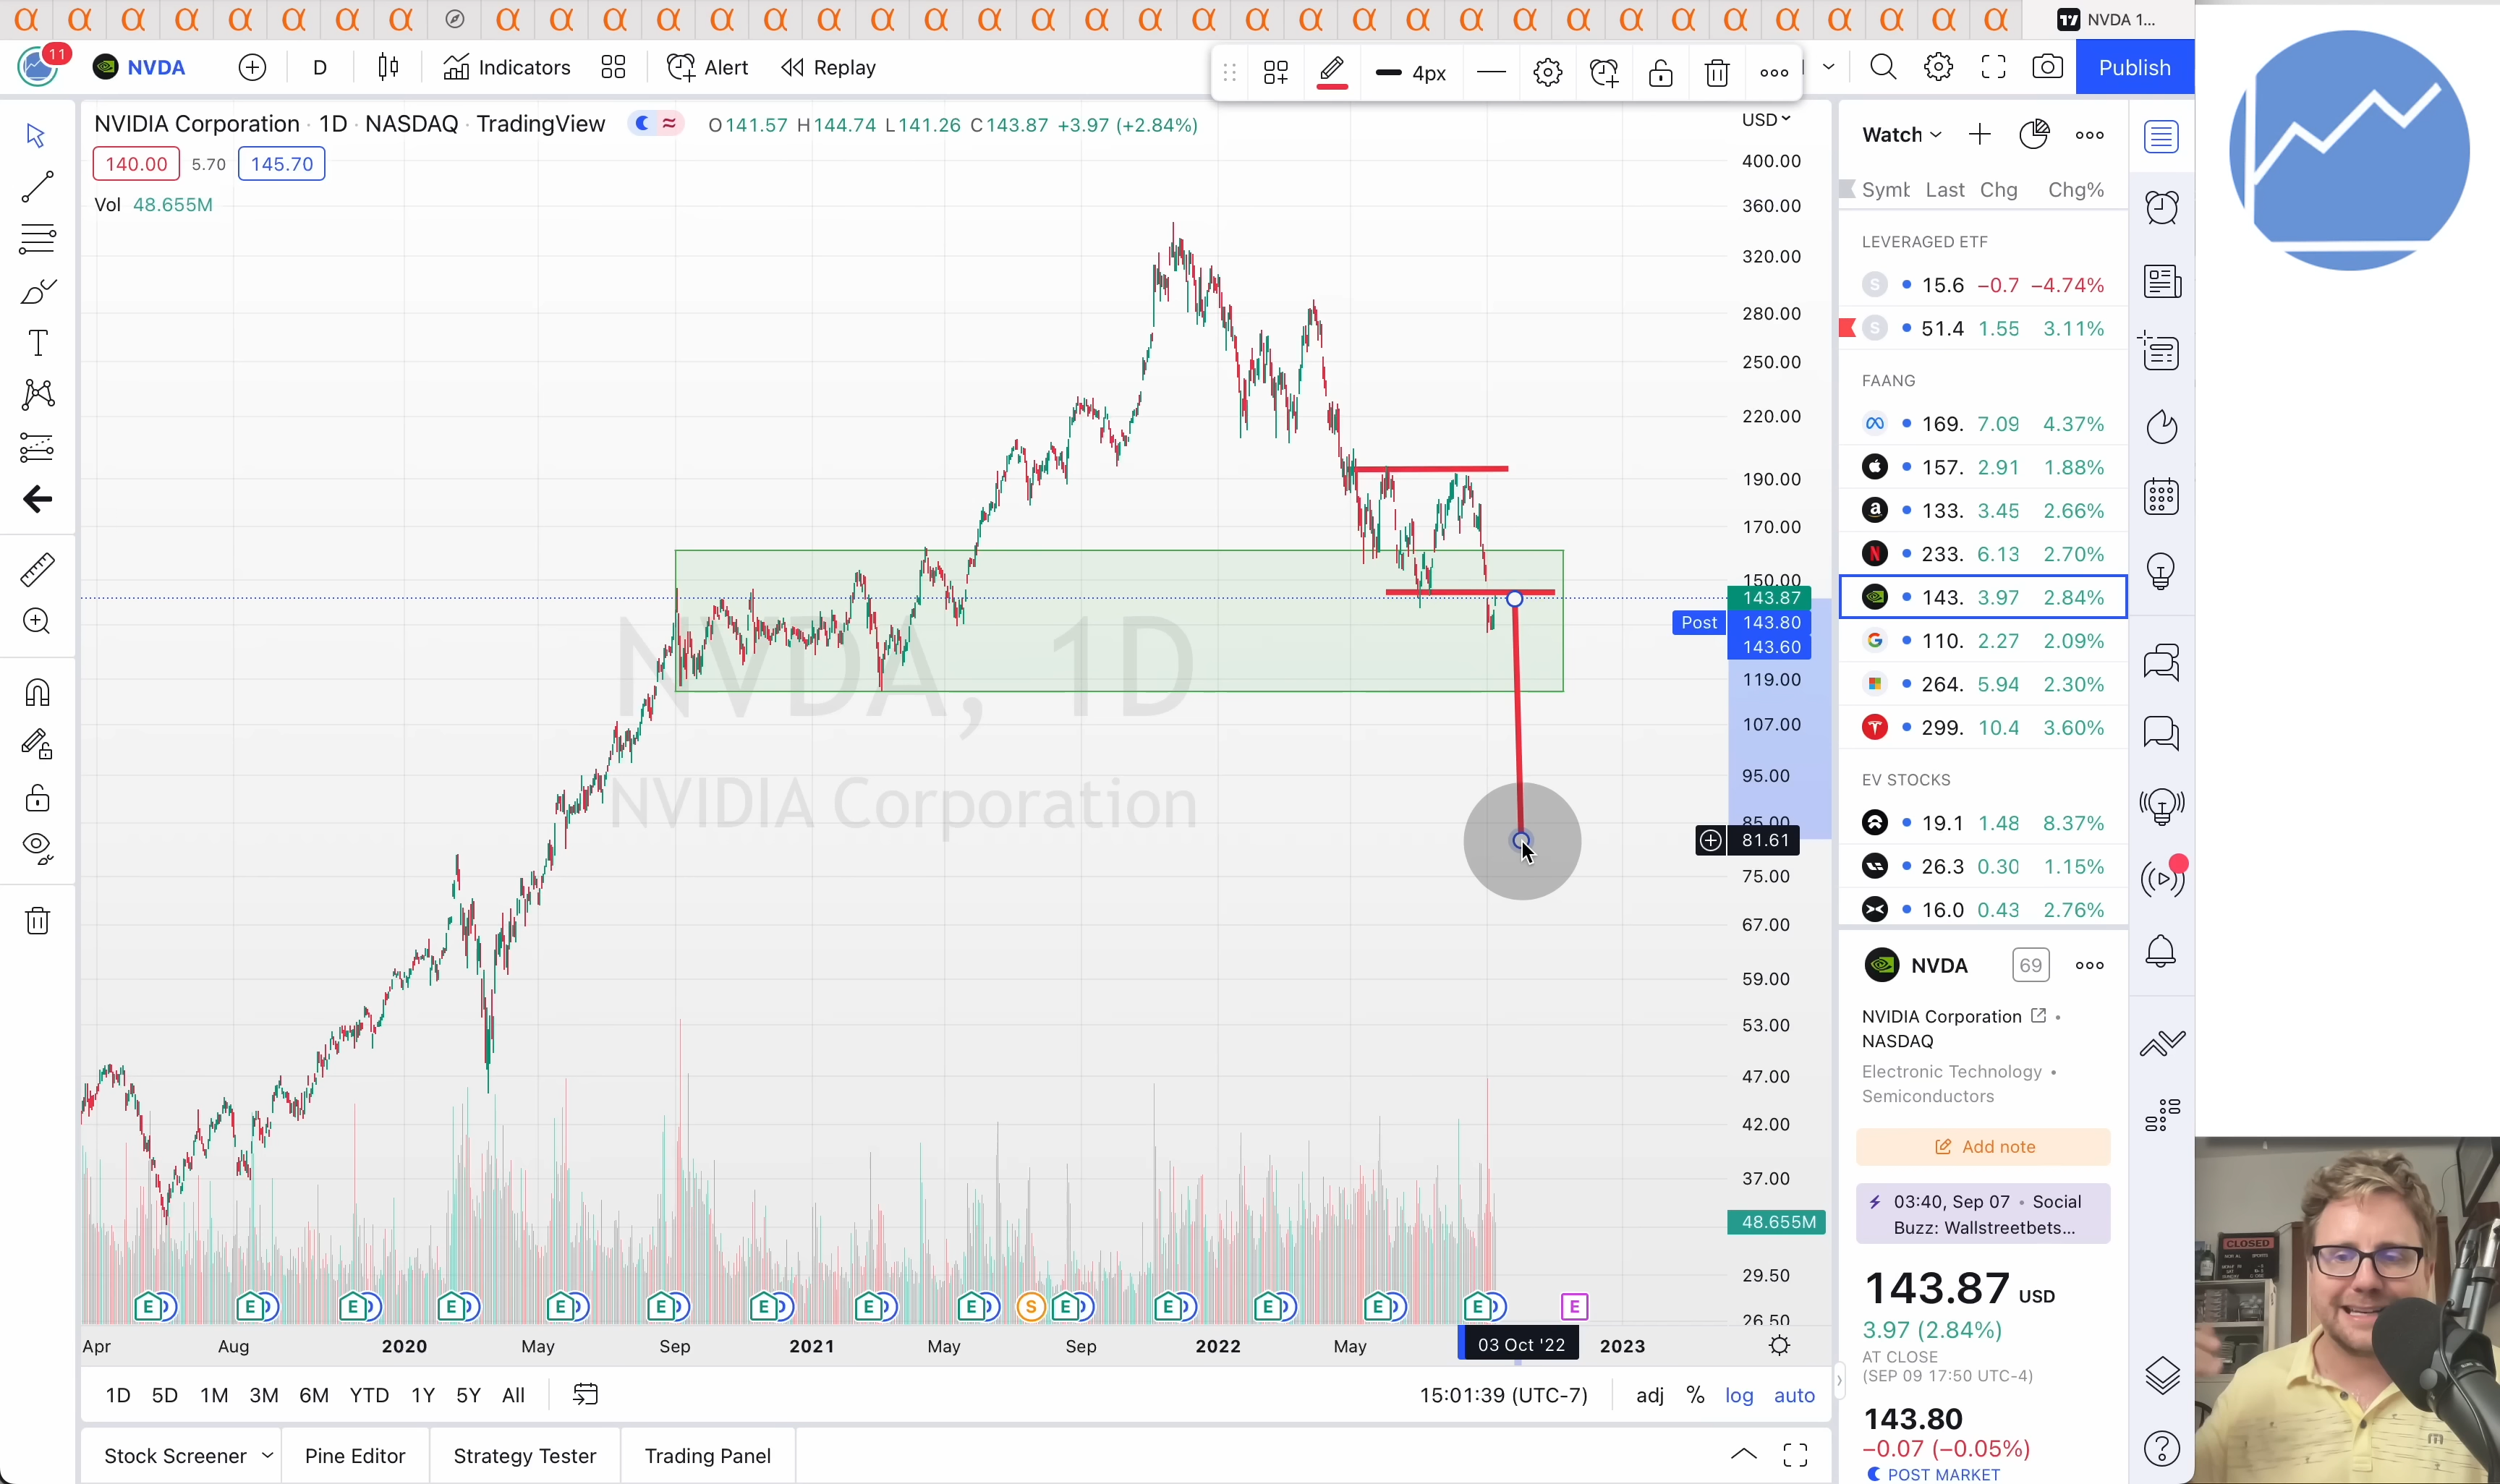 NVDA 1...
11
NVDA
D
Indicators
Alert
Replay
4px
Publish
NVIDIA Corporation · 1D · NASDAQ · TradingView
O141.57 H144.74 L141.26 C143.87 +3.97 (+2.84%)
140.00 5.70 145.70
Vol 48.655M
USD
400.00
360.00
320.00
280.00
250.00
220.00
190.00
170.00
150.00
143.87
Post 143.80
143.60
119.00
107.00
95.00
85.00
81.61
75.00
67.00
59.00
53.00
47.00
42.00
37.00
48.655M
29.50
26.50
NVDA, 1D
NVIDIA Corporation
E E E E E E E E E S E E E E E E
Apr Aug 2020 May Sep 2021 May Sep 2022 May 03 Oct '22 2023
1D 5D 1M 3M 6M YTD 1Y 5Y All
15:01:39 (UTC-7) adj % log auto
Stock Screener Pine Editor Strategy Tester Trading Panel
Watch
Last Chg Chg%
LEVERAGED ETF
S 15.6 −0.7 −4.74%
S 51.4 1.55 3.11%
FAANG
169. 7.09 4.37%
157. 2.91 1.88%
133. 3.45 2.66%
233. 6.13 2.70%
143. 3.97 2.84%
110. 2.27 2.09%
264. 5.94 2.30%
299. 10.4 3.60%
EV STOCKS
19.1 1.48 8.37%
26.3 0.30 1.15%
16.0 0.43 2.76%
NVDA 69
NVIDIA Corporation •
NASDAQ
Electronic Technology •
Semiconductors
Add note
03:40, Sep 07 • Social
Buzz: Wallstreetbets...
143.87 USD
3.97 (2.84%)
AT CLOSE
(SEP 09 17:50 UTC-4)
143.80
−0.07 (−0.05%)
POST MARKET
CLOSED